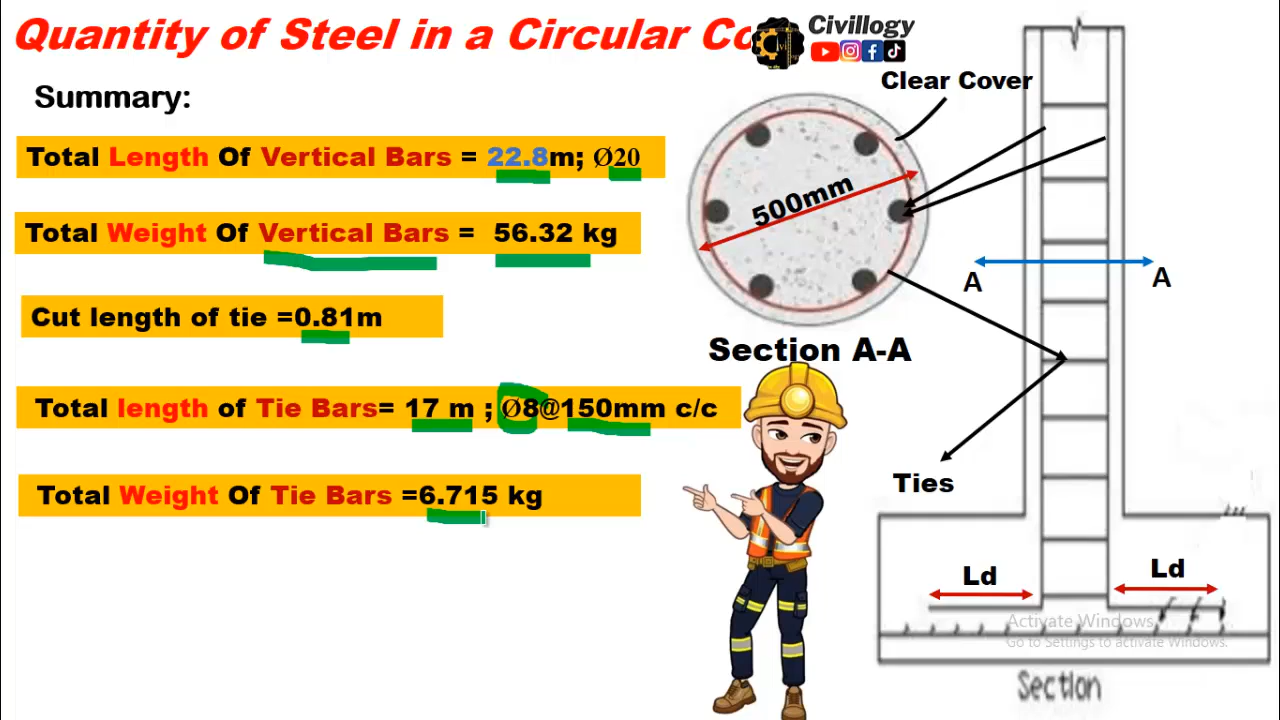 Quantity of Steel in a Circular Co
Civillogy
Summary:
Clear Cover
Total Length Of Vertical Bars = 22.8m; Ø20
500mm
Total Weight Of Vertical Bars = 56.32 kg
A
A
Cut length of tie =0.81m
Section A-A
Total length of Tie Bars= 17 m ; Ø8@150mm c/c
Ties
Total Weight Of Tie Bars =6.715 kg
Ld
Ld
Activate Windows
Go to Settings to activate Windows.
Section